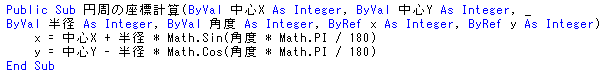 Public Sub 円周の座標計算(ByVal 中心X As Integer, ByVal 中心Y As Integer, _
ByVal 半径 As Integer, ByVal 角度 As Integer, ByRef x As Integer, ByRef y As Integer)
x = 中心X + 半径 * Math.Sin(角度 * Math.PI / 180)
y = 中心Y - 半径 * Math.Cos(角度 * Math.PI / 180)
End Sub